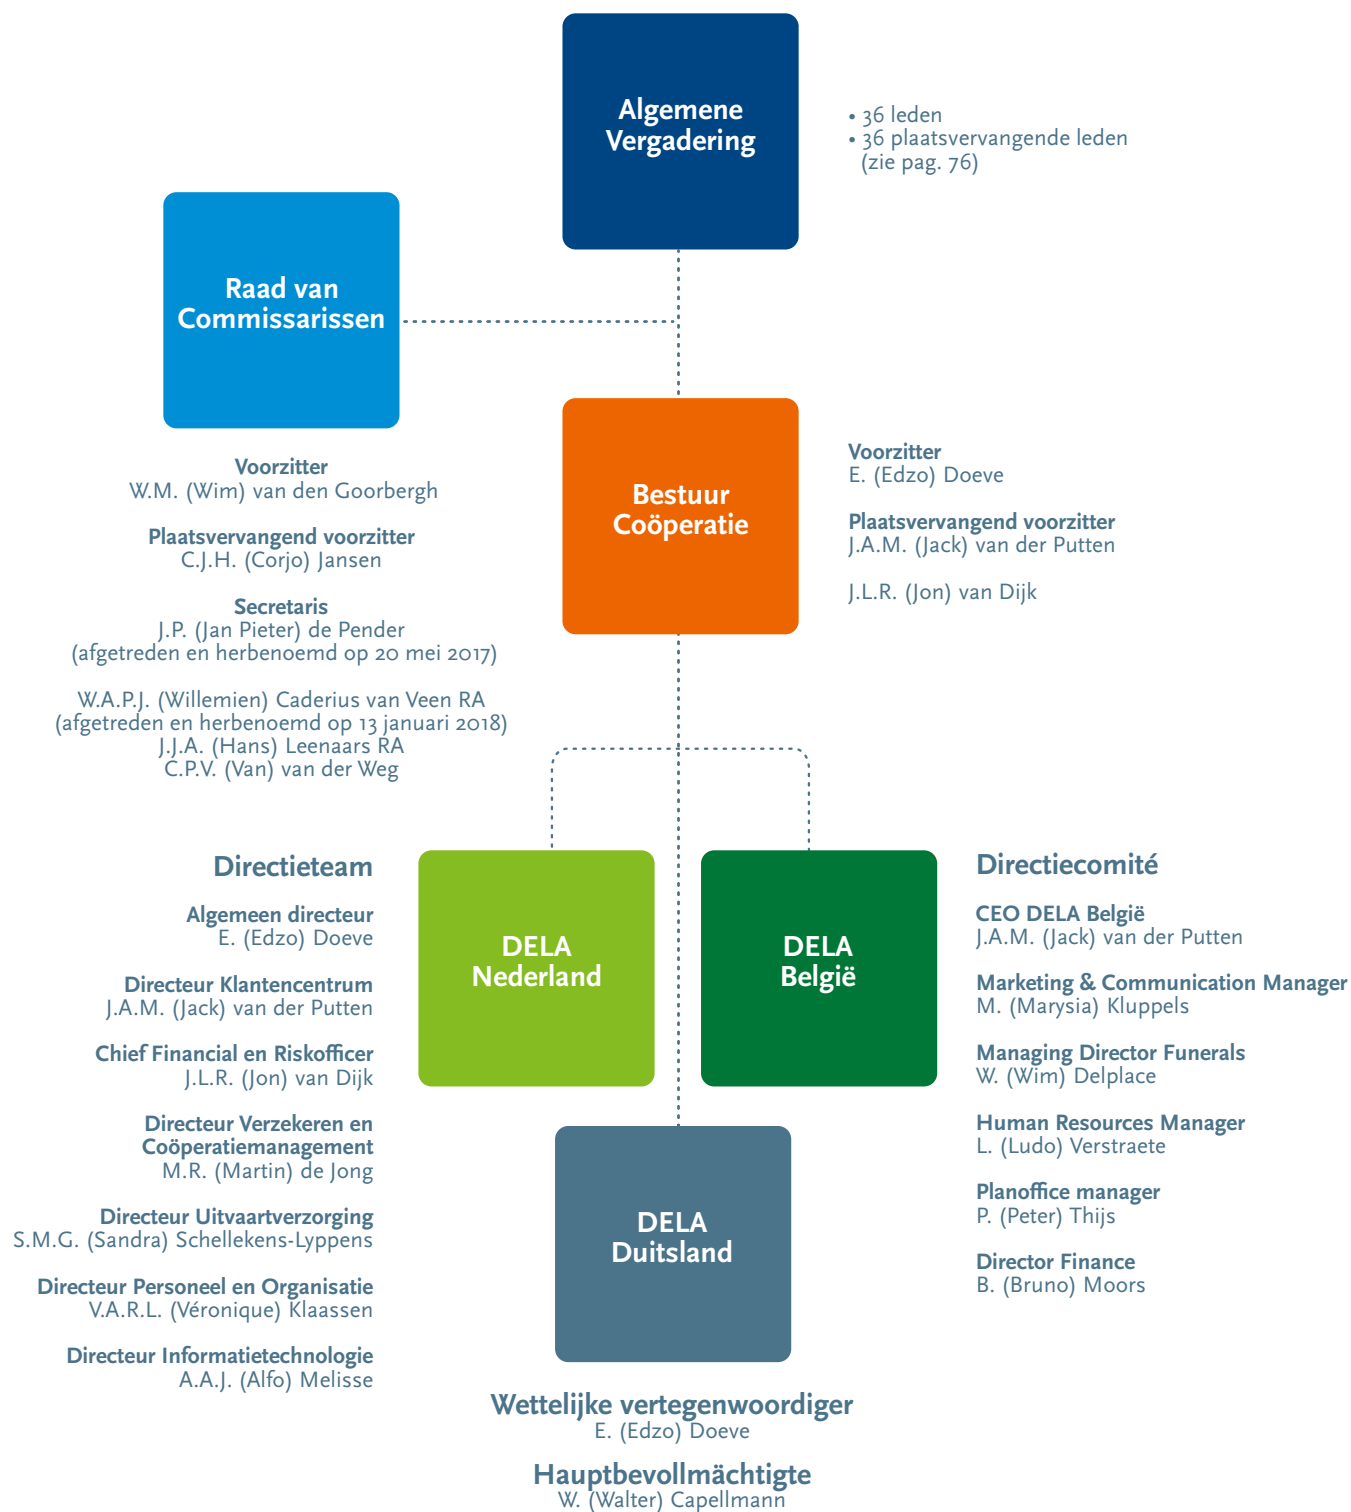 Algemene
Vergadering
• 36 leden
• 36 plaatsvervangende leden
(zie pag. 76)
Raad van
Commissarissen
Voorzitter
W.M. (Wim) van den Goorbergh
Plaatsvervangend voorzitter
C.J.H. (Corjo) Jansen
Secretaris
J.P. (Jan Pieter) de Pender
(afgetreden en herbenoemd op 20 mei 2017)
W.A.P.J. (Willemien) Caderius van Veen RA
(afgetreden en herbenoemd op 13 januari 2018)
J.J.A. (Hans) Leenaars RA
C.P.V. (Van) van der Weg
Bestuur
Coöperatie
Voorzitter
E. (Edzo) Doeve
Plaatsvervangend voorzitter
J.A.M. (Jack) van der Putten
J.L.R. (Jon) van Dijk
Directieteam
Algemeen directeur
E. (Edzo) Doeve
Directeur Klantencentrum
J.A.M. (Jack) van der Putten
Chief Financial en Riskofficer
J.L.R. (Jon) van Dijk
Directeur Verzekeren en
Coöperatiemanagement
M.R. (Martin) de Jong
Directeur Uitvaartverzorging
S.M.G. (Sandra) Schellekens-Lyppens
Directeur Personeel en Organisatie
V.A.R.L. (Véronique) Klaassen
Directeur Informatietechnologie
A.A.J. (Alfo) Melisse
DELA
Nederland
DELA
België
Directiecomité
CEO DELA België
J.A.M. (Jack) van der Putten
Marketing & Communication Manager
M. (Marysia) Kluppels
Managing Director Funerals
W. (Wim) Delplace
Human Resources Manager
L. (Ludo) Verstraete
Planoffice manager
P. (Peter) Thijs
Director Finance
B. (Bruno) Moors
DELA
Duitsland
Wettelijke vertegenwoordiger
E. (Edzo) Doeve
Hauptbevollmächtigte
W. (Walter) Capellmann